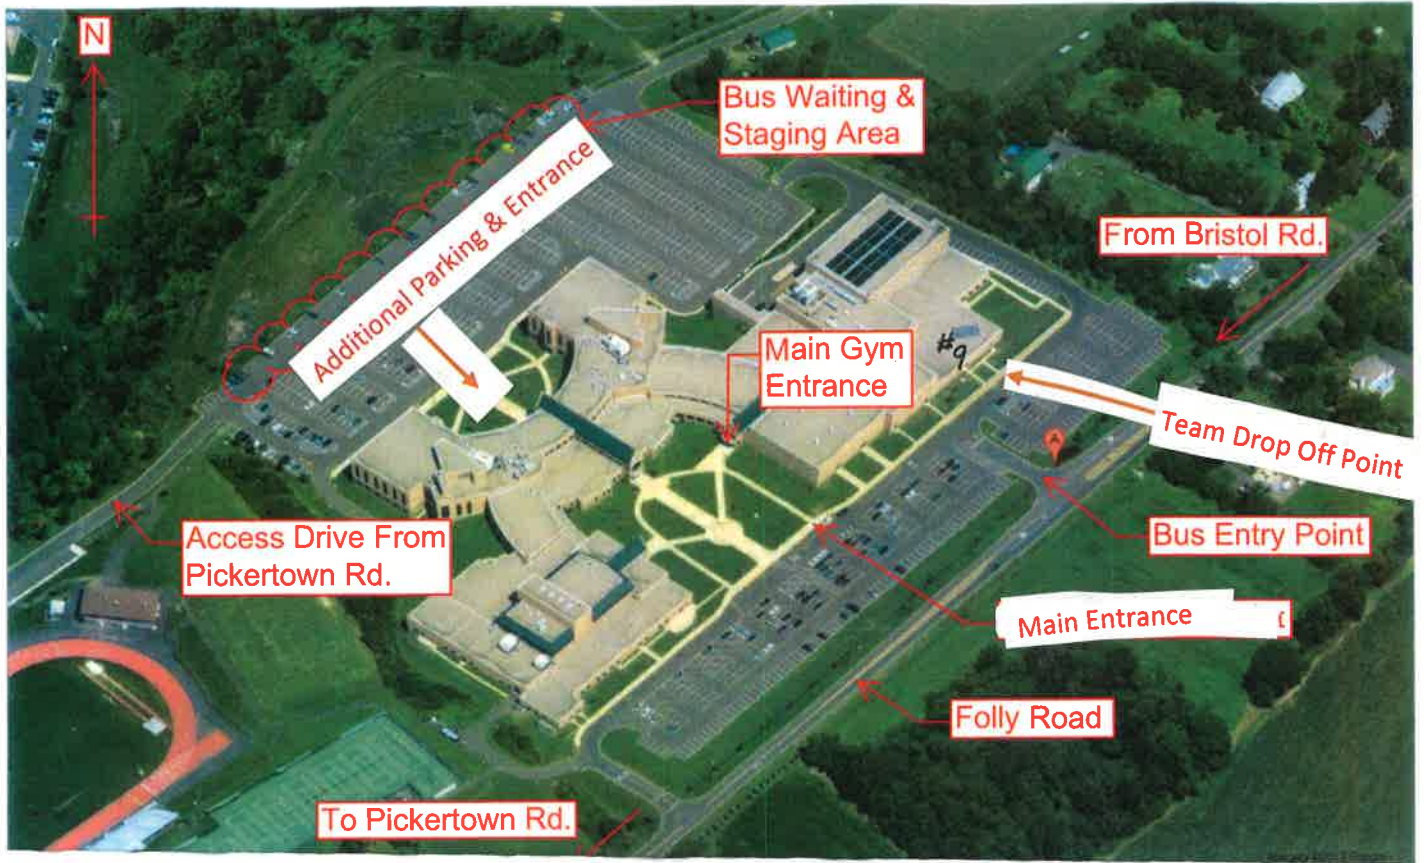 N
Bus Waiting &
Staging Area
Additional Parking & Entrance
From Bristol Rd.
Main Gym
Entrance
#9
Team Drop Off Point
A
Access Drive From
Pickertown Rd.
Bus Entry Point
Main Entrance
Folly Road
To Pickertown Rd.